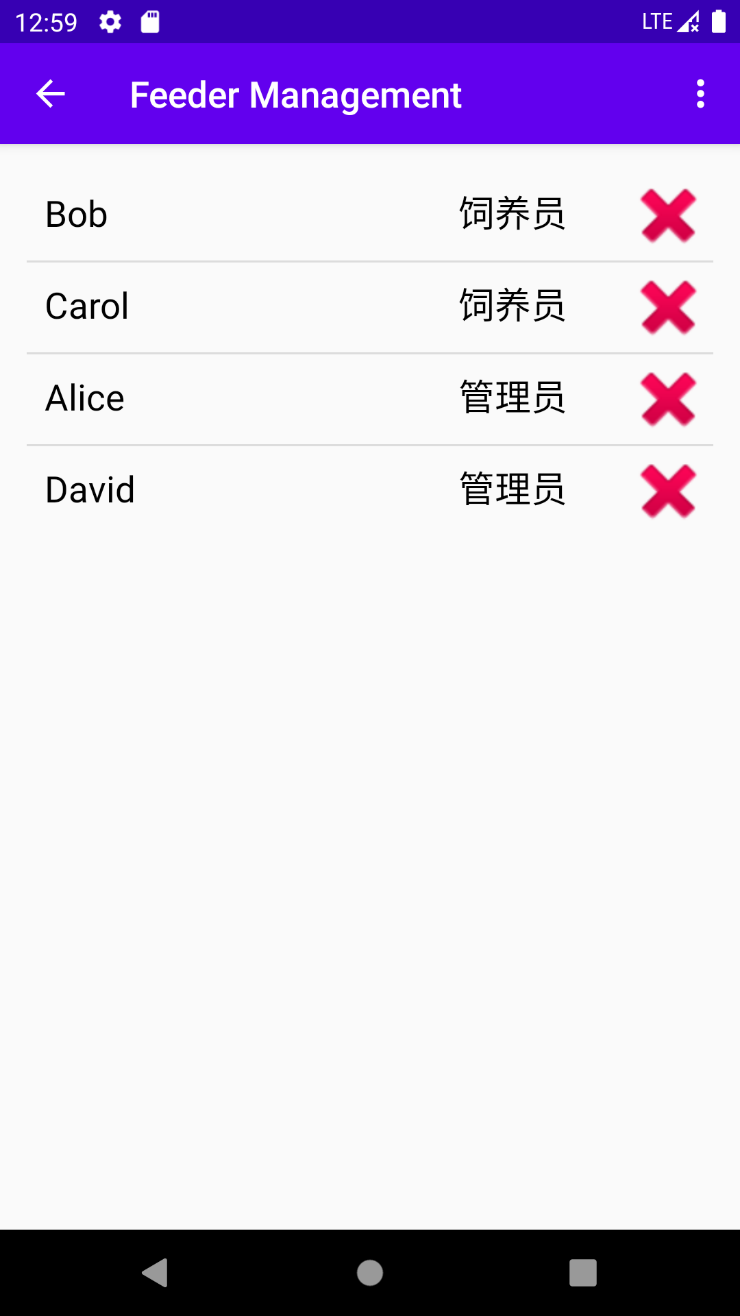 12:59 LTE
Feeder Management
Bob 饲养员
Carol 饲养员
Alice 管理员
David 管理员